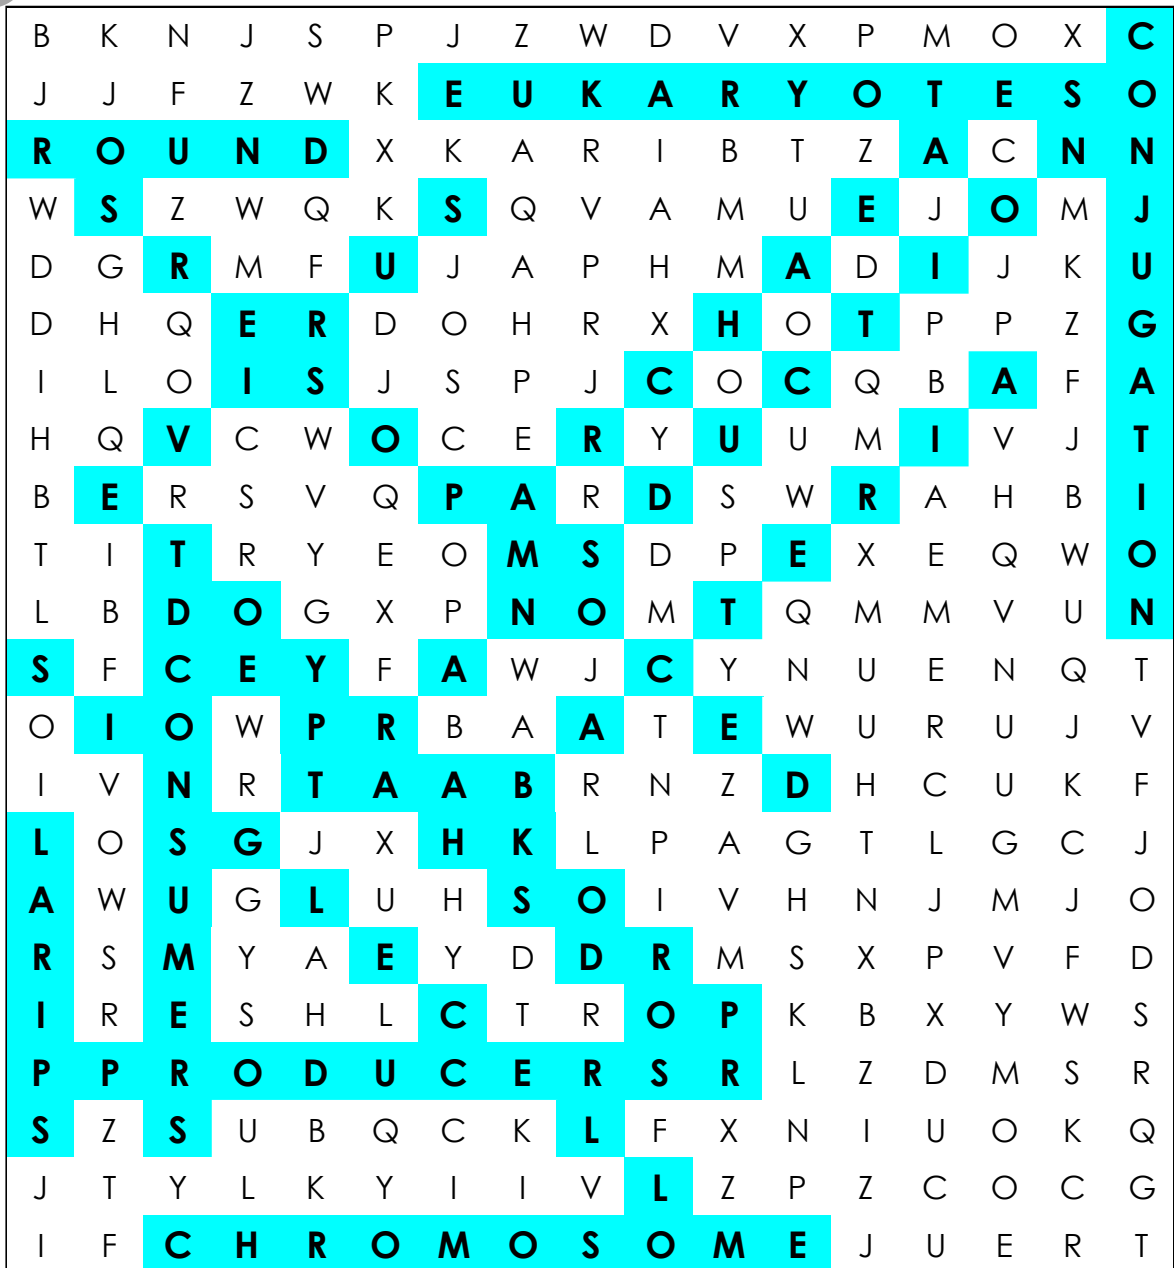 B K N J S P J Z W D V X P M O X C
J J F Z W K E U K A R Y O T E S O
R O U N D X K A R I B T Z A C N N
W S Z W Q K S Q V A M U E J O M J
D G R M F U J A P H M A D I J K U
D H Q E R D O H R X H O T P P Z G
I L O I S J S P J C O C Q B A F A
H Q V C W O C E R Y U U M I V J T
B E R S V Q P A R D S W R A H B I
T I T R Y E O M S D P E X E Q W O
L B D O G X P N O M T Q M M V U N
S F C E Y F A W J C Y N U E N Q T
O I O W P R B A A T E W U R U J V
I V N R T A A B R N Z D H C U K F
L O S G J X H K L P A G T L G C J
A W U G L U H S O I V H N J M J O
R S M Y A E Y D D R M S X P V F D
I R E S H L C T R O P K B X Y W S
P P R O D U C E R S R L Z D M S R
S Z S U B Q C K L F X N I U O K Q
J T Y L K Y I I V L Z P Z C O C G
I F C H R O M O S O M E J U E R T